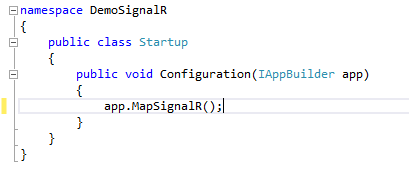 namespace DemoSignalR
{
    public class Startup
    {
        public void Configuration(IAppBuilder app)
        {
            app.MapSignalR();
        }
    }
}